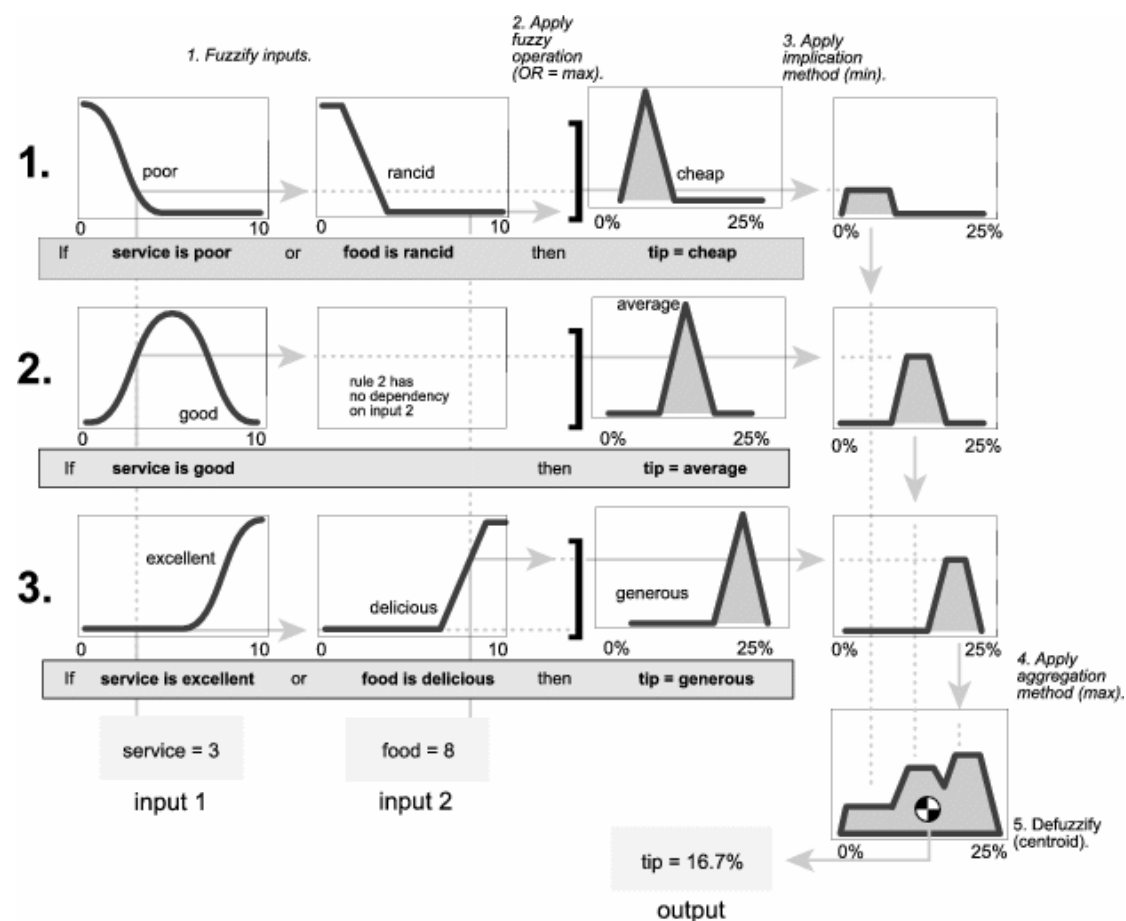 1. Fuzzify inputs.
2. Apply
fuzzy
operation
(OR = max).
3. Apply
implication
method (min).
1.
poor
rancid
cheap
0 10
0 10
0% 25%
0% 25%
If service is poor or food is rancid then tip = cheap
2.
good
rule 2 has
no dependency
on input 2
average
0 10
0% 25%
0% 25%
If service is good then tip = average
3.
excellent
delicious
generous
0 10
0 10
0% 25%
0% 25%
If service is excellent or food is delicious then tip = generous
4. Apply
aggregation
method (max).
service = 3
food = 8
input 1
input 2
0% 25%
5. Defuzzify
(centroid).
tip = 16.7%
output